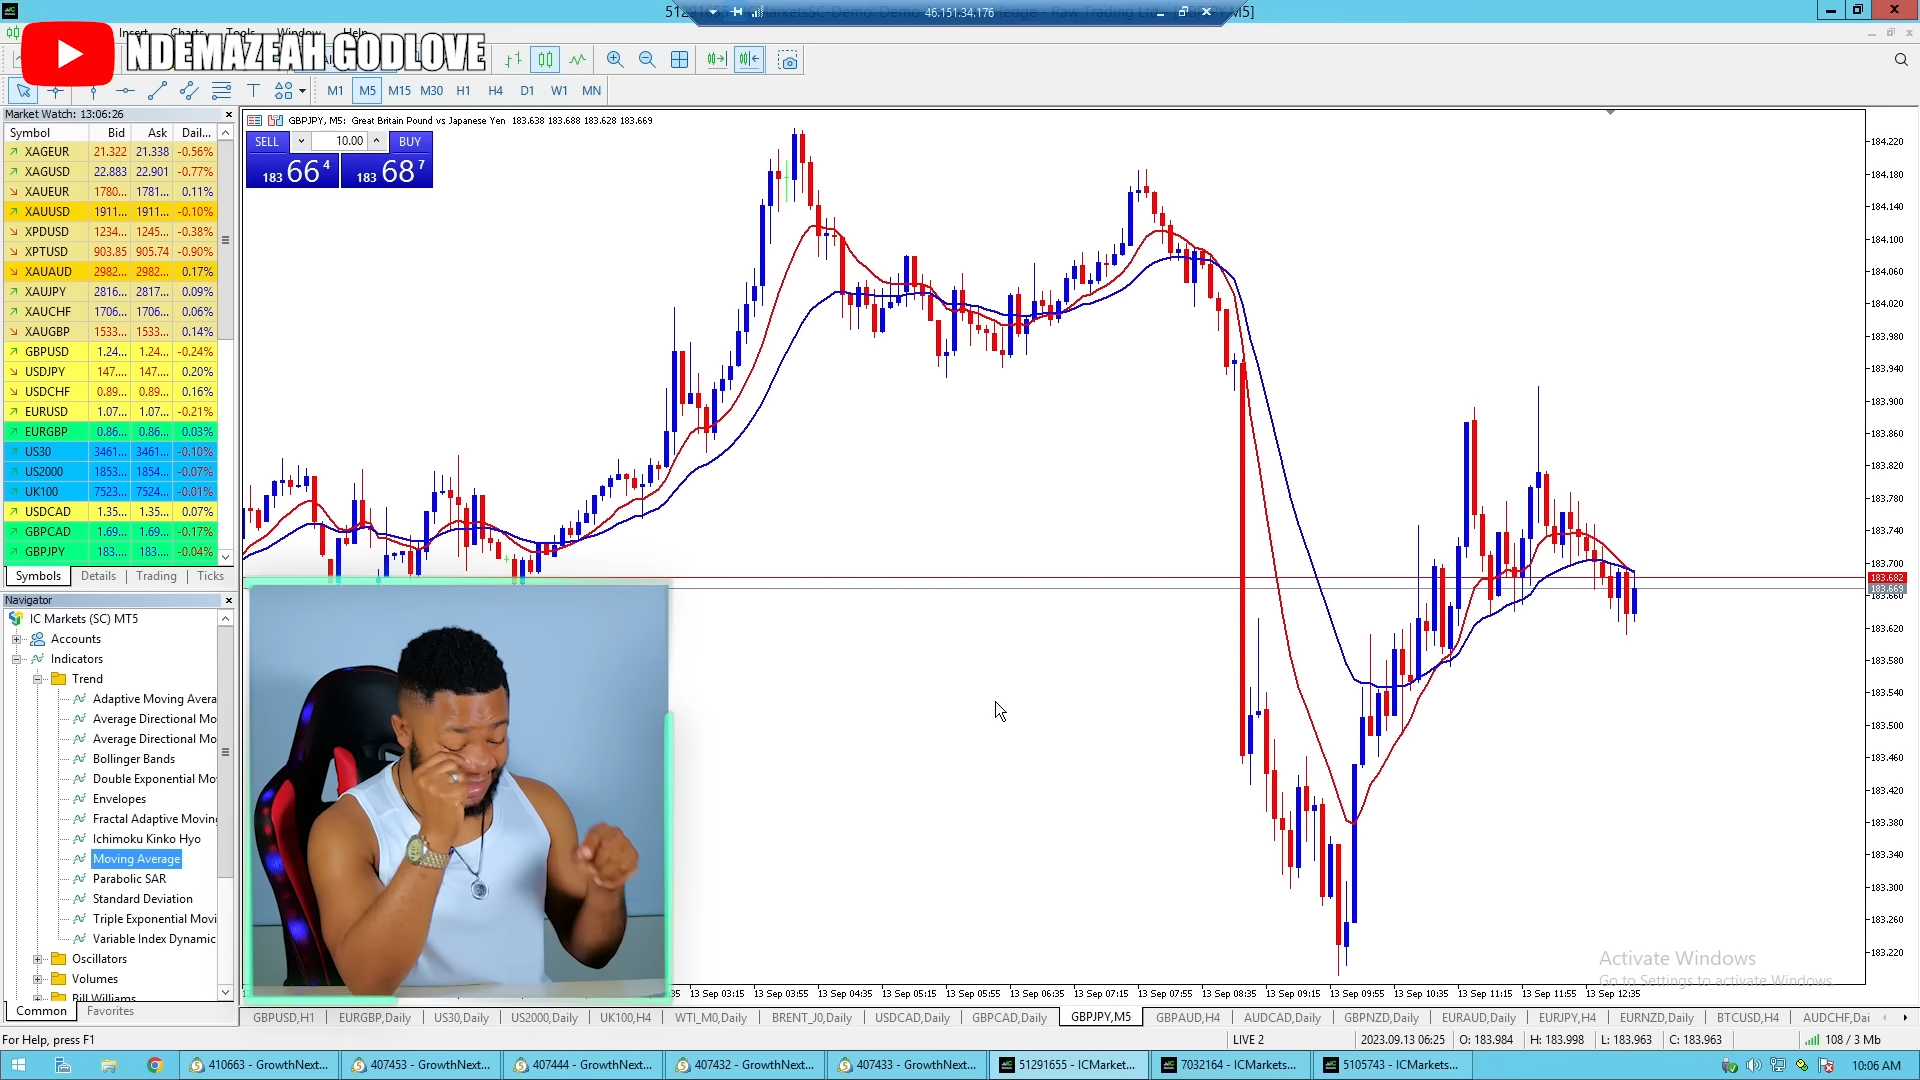 46.151.34.176
NDEMAZEAH GODLOVE
M1 M5 M15 M30 H1 H4 D1 W1 MN
Market Watch: 13:06:26
Symbol Bid Ask Dail...
XAGEUR 21.322 21.338 -0.56%
XAGUSD 22.883 22.901 -0.77%
XAUEUR 1780... 1781... 0.11%
XAUUSD 1911... 1911... -0.10%
XPDUSD 1234... 1245... -0.38%
XPTUSD 903.85 905.74 -0.90%
XAUAUD 2982... 2982... 0.17%
XAUJPY 2816... 2817... 0.09%
XAUCHF 1706... 1706... 0.06%
XAUGBP 1533... 1533... 0.14%
GBPUSD 1.24... 1.24... -0.24%
USDJPY 147.... 147.... 0.20%
USDCHF 0.89... 0.89... 0.16%
EURUSD 1.07... 1.07... -0.21%
EURGBP 0.86... 0.86... 0.03%
US30 3461... 3461... -0.10%
US2000 1853... 1854... -0.07%
UK100 7523... 7524... -0.01%
USDCAD 1.35... 1.35... 0.07%
GBPCAD 1.69... 1.69... -0.17%
GBPJPY 183.... 183.... -0.04%
Symbols Details Trading Ticks
Navigator
IC Markets (SC) MT5
Accounts
Indicators
Trend
Adaptive Moving Avera
Average Directional Mo
Average Directional Mo
Bollinger Bands
Double Exponential Mo
Envelopes
Fractal Adaptive Moving
Ichimoku Kinko Hyo
Moving Average
Parabolic SAR
Standard Deviation
Triple Exponential Movi
Variable Index Dynamic
Oscillators
Volumes
Bill Williams
Common Favorites
GBPJPY, M5: Great Britain Pound vs Japanese Yen 183.638 183.688 183.628 183.669
SELL 10.00 BUY
183 66 4 183 68 7
184.220
184.180
184.140
184.100
184.060
184.020
183.980
183.940
183.900
183.860
183.820
183.780
183.740
183.700
183.682
183.669
183.660
183.620
183.580
183.540
183.500
183.460
183.420
183.380
183.340
183.300
183.260
183.220
Activate Windows
Go to Settings to activate Windows.
13 Sep 03:15 13 Sep 03:55 13 Sep 04:35 13 Sep 05:15 13 Sep 05:55 13 Sep 06:35 13 Sep 07:15 13 Sep 07:55 13 Sep 08:35 13 Sep 09:15 13 Sep 09:55 13 Sep 10:35 13 Sep 11:15 13 Sep 11:55 13 Sep 12:35
GBPUSD,H1 EURGBP,Daily US30,Daily US2000,Daily UK100,H4 WTI_M0,Daily BRENT_J0,Daily USDCAD,Daily GBPCAD,Daily GBPJPY,M5 GBPAUD,H4 AUDCAD,Daily GBPNZD,Daily EURAUD,Daily EURJPY,H4 EURNZD,Daily BTCUSD,H4 AUDCHF,Dai
For Help, press F1 LIVE 2 2023.09.13 06:25 O: 183.984 H: 183.998 L: 183.963 C: 183.963 108 / 3 Mb
410663 - GrowthNext... 407453 - GrowthNext... 407444 - GrowthNext... 407432 - GrowthNext... 407433 - GrowthNext... 51291655 - ICMarket... 7032164 - ICMarkets... 5105743 - ICMarkets... 10:06 AM